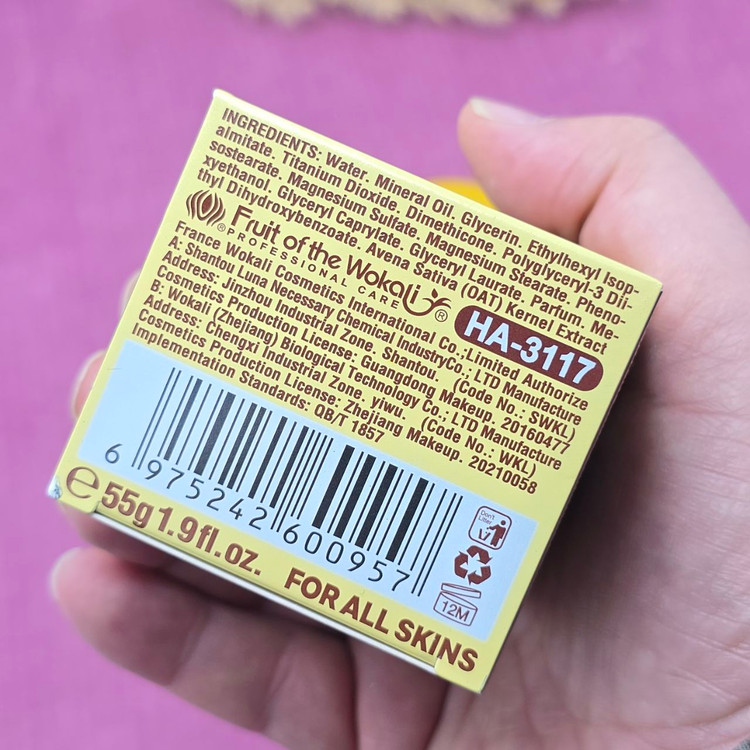 INGREDIENTS: Water. Mineral Oil. Glycerin. Ethylhexyl Isop-
almitate. Titanium Dioxide. Dimethicone. Polyglyceryl-3 Dii-
sostearate. Magnesium Sulfate. Magnesium Stearate. Pheno-
xyethanol. Glyceryl Caprylate. Glyceryl Laurate. Parfum. Me-
thyl Dihydroxybenzoate. Avena Sativa (OAT) Kernel Extract
® Fruit of the Wokali ®
PROFESSIONAL CARE
HA-3117
France Wokali Cosmetics International Co.;Limited Authorize
A: Shantou Luna Necessary Chemical IndustryCo.; LTD Manufacture
Address: Jinzhou Industrial Zone. Shantou. (Code No.: SWKL)
Cosmetics Production License: Guangdong Makeup. 20160477
B: Wokali (Zhejiang) Biological Technology Co.; LTD Manufacture
Address: Chengxi Industrial Zone. yiwu. (Code No.: WKL)
Cosmetics Production License: Zhejiang Makeup. 20210058
Imolementation Standards: QB/T 1857
6 975242 600957
Don't
Litter
12M
e 55g 1.9fl.oz. FOR ALL SKINS